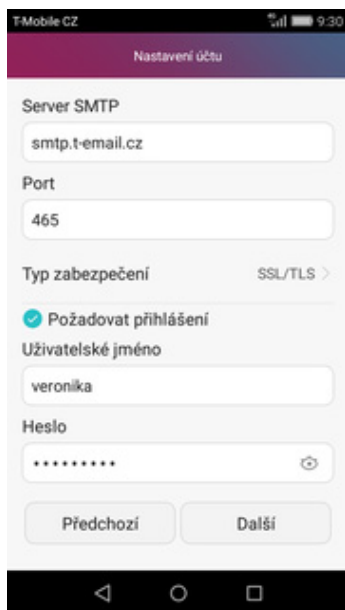 T-Mobile CZ 9:30
Nastavení účtu
Server SMTP
smtp.t-email.cz
Port
465
Typ zabezpečení SSL/TLS
Požadovat přihlášení
Uživatelské jméno
veronika
Heslo
•••••••••
Předchozí Další